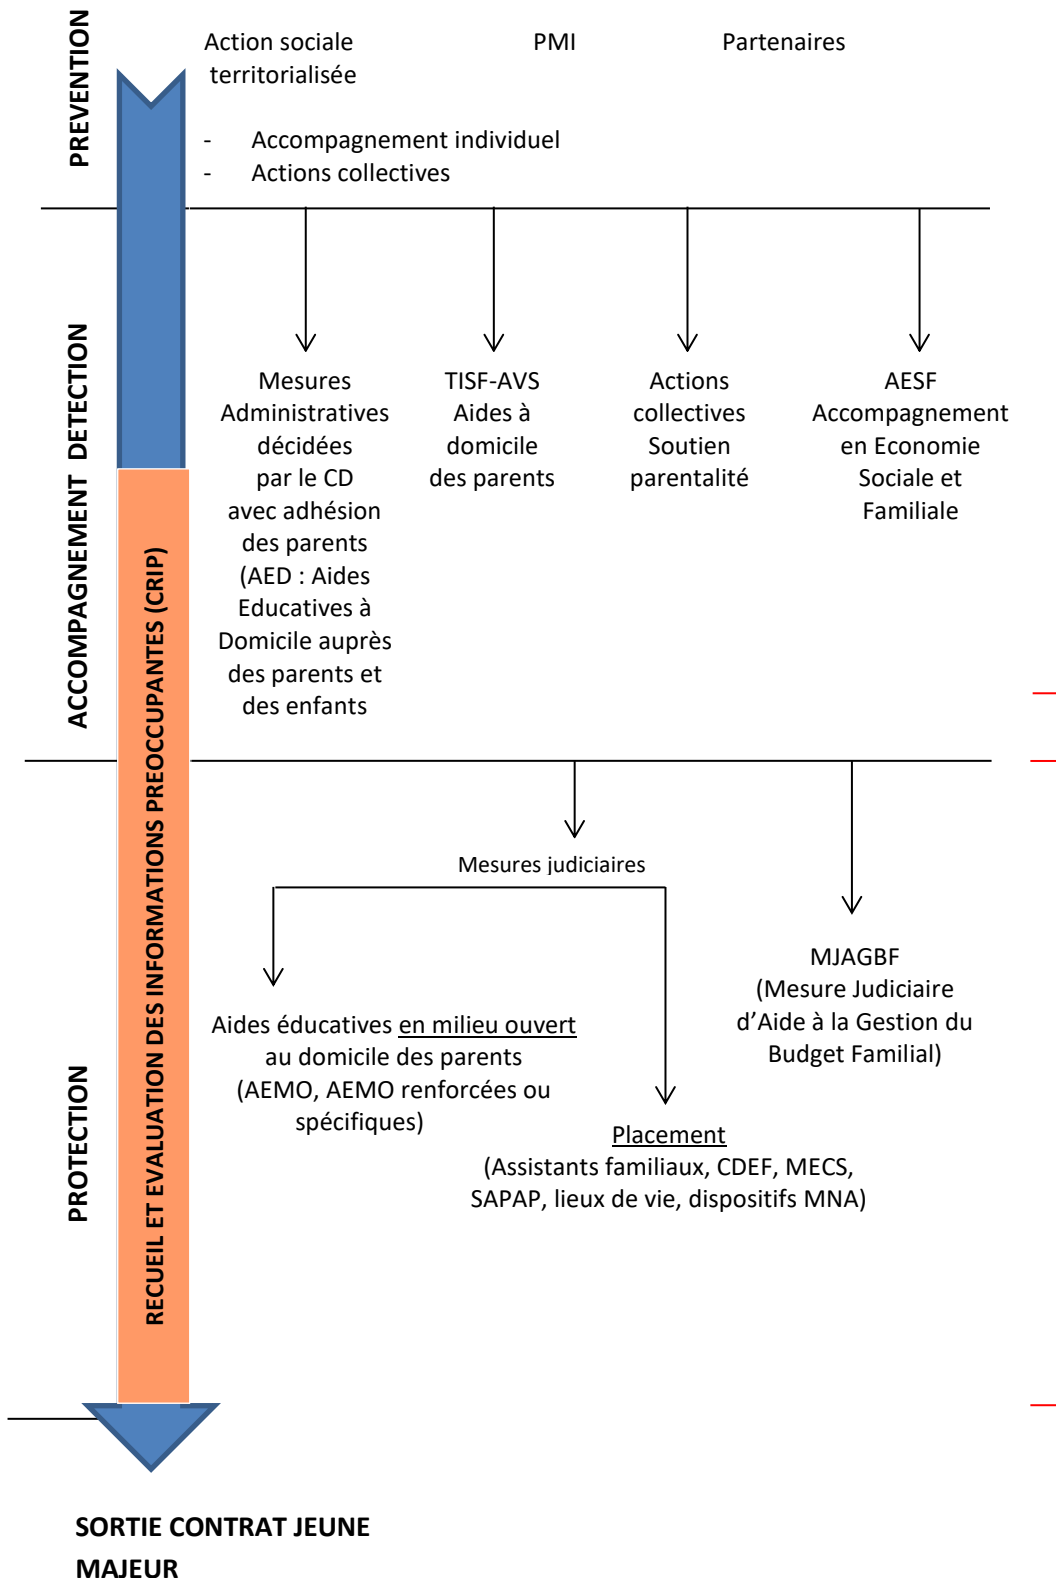 PREVENTION
Action sociale
territorialisée
PMI
Partenaires
- Accompagnement individuel
- Actions collectives
ACCOMPAGNEMENT DETECTION
Mesures
Administratives
décidées
par le CD
avec adhésion
des parents
(AED : Aides
Educatives à
Domicile auprès
des parents et
des enfants
TISF-AVS
Aides à
domicile
des parents
Actions
collectives
Soutien
parentalité
AESF
Accompagnement
en Economie
Sociale et
Familiale
RECUEIL ET EVALUATION DES INFORMATIONS PREOCCUPANTES (CRIP)
PROTECTION
Mesures judiciaires
Aides éducatives en milieu ouvert
au domicile des parents
(AEMO, AEMO renforcées ou
spécifiques)
Placement
(Assistants familiaux, CDEF, MECS,
SAPAP, lieux de vie, dispositifs MNA)
MJAGBF
(Mesure Judiciaire
d’Aide à la Gestion du
Budget Familial)
SORTIE CONTRAT JEUNE
MAJEUR